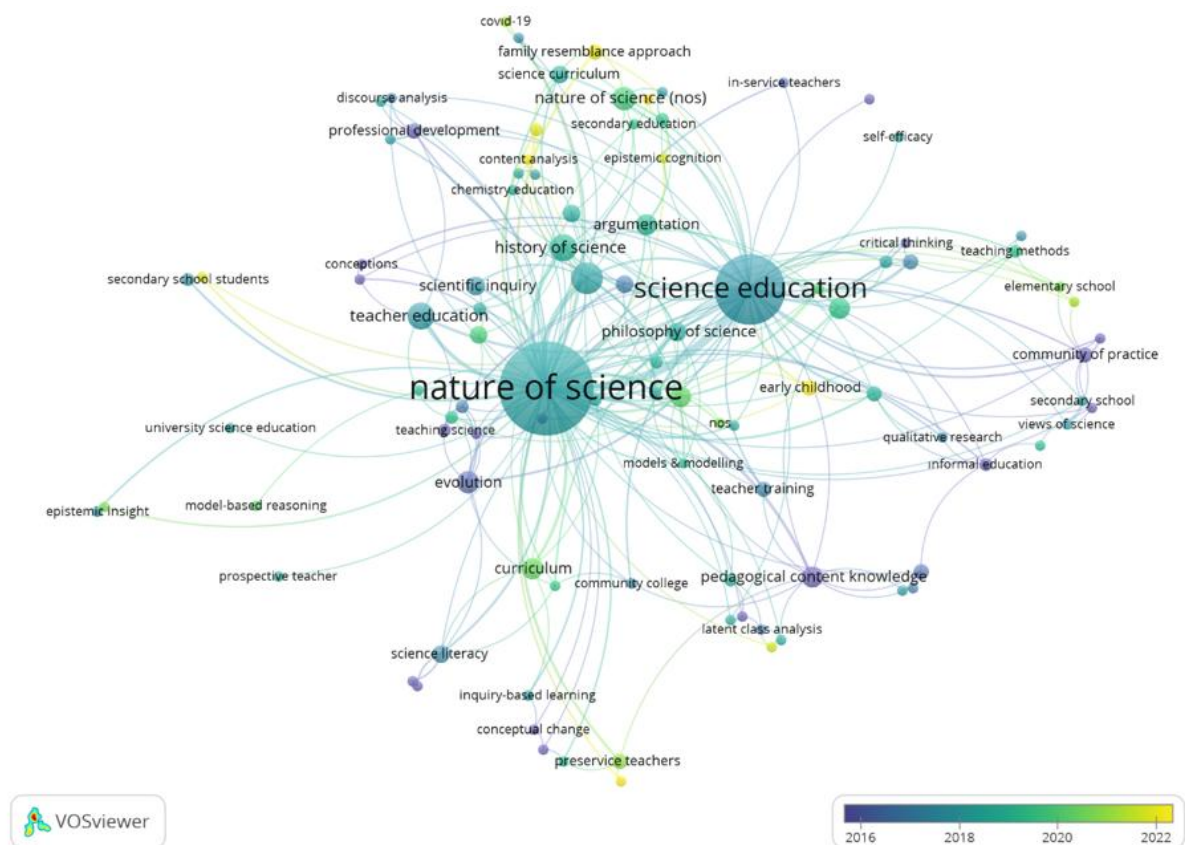 covid-19
family resemblance approach
science curriculum
in-service teachers
discourse analysis
nature of science (nos)
secondary education
professional development
self-efficacy
content analysis
epistemic cognition
chemistry education
argumentation
history of science
critical thinking
teaching methods
conceptions
secondary school students
scientific inquiry
science education
elementary school
teacher education
philosophy of science
community of practice
nature of science
early childhood
secondary school
university science education
teaching science
nos
views of science
qualitative research
models & modelling
informal education
evolution
teacher training
model-based reasoning
epistemic insight
curriculum
prospective teacher
community college
pedagogical content knowledge
latent class analysis
science literacy
inquiry-based learning
conceptual change
preservice teachers
VOSviewer
2016 2018 2020 2022